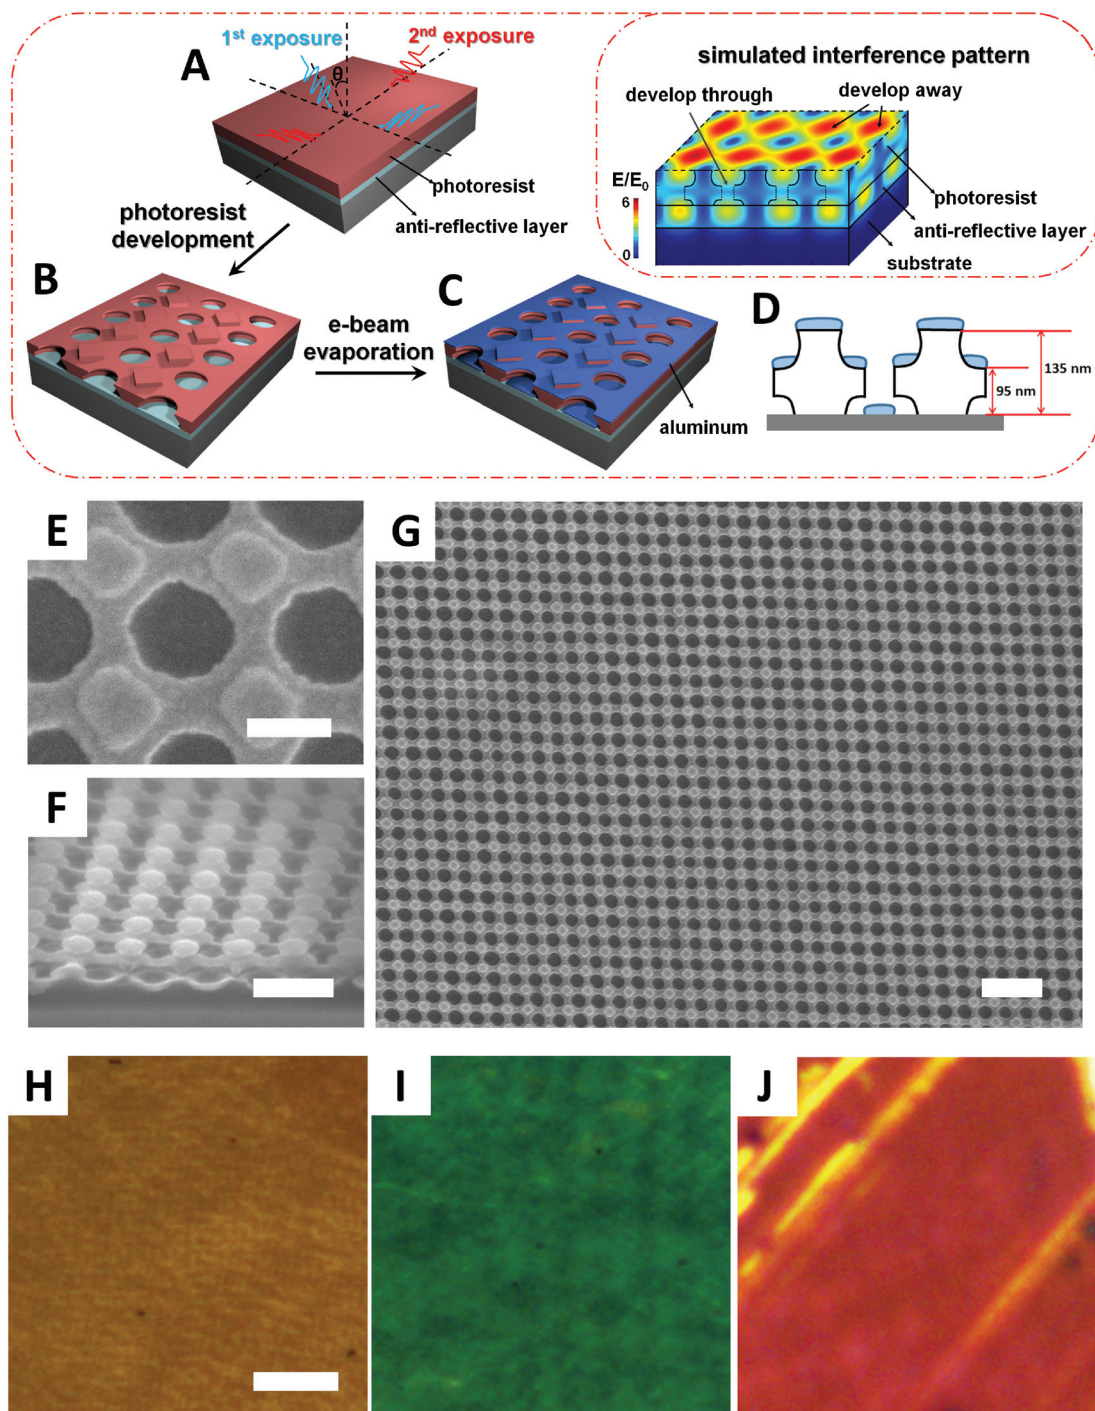 A
1st exposure
2nd exposure
θ
photoresist
anti-reflective layer
simulated interference pattern
develop through
develop away
E/E0
6
0
photoresist
anti-reflective layer
substrate
photoresist
development
B
e-beam
evaporation
C
aluminum
D
135 nm
95 nm
E
F
G
H
I
J